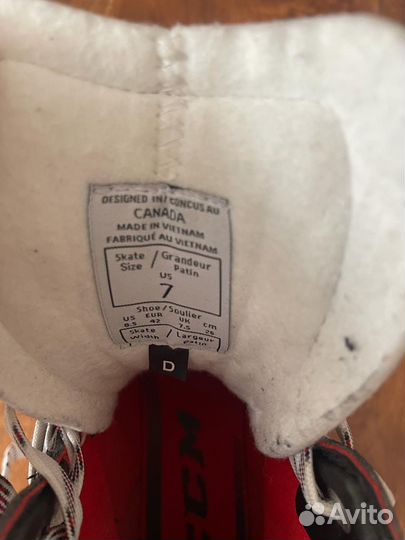 DESIGNED IN / CONCUS AU
CANADA
MADE IN VIETNAM
FABRIQUÉ AU VIETNAM
Skate / Grandeur
Size / Patin
US
7
Shoe / Soulier
US EUR UK cm
8.5 42 7.5 26
Skate / Largeur
Width / Patin
D
CCM
Avito